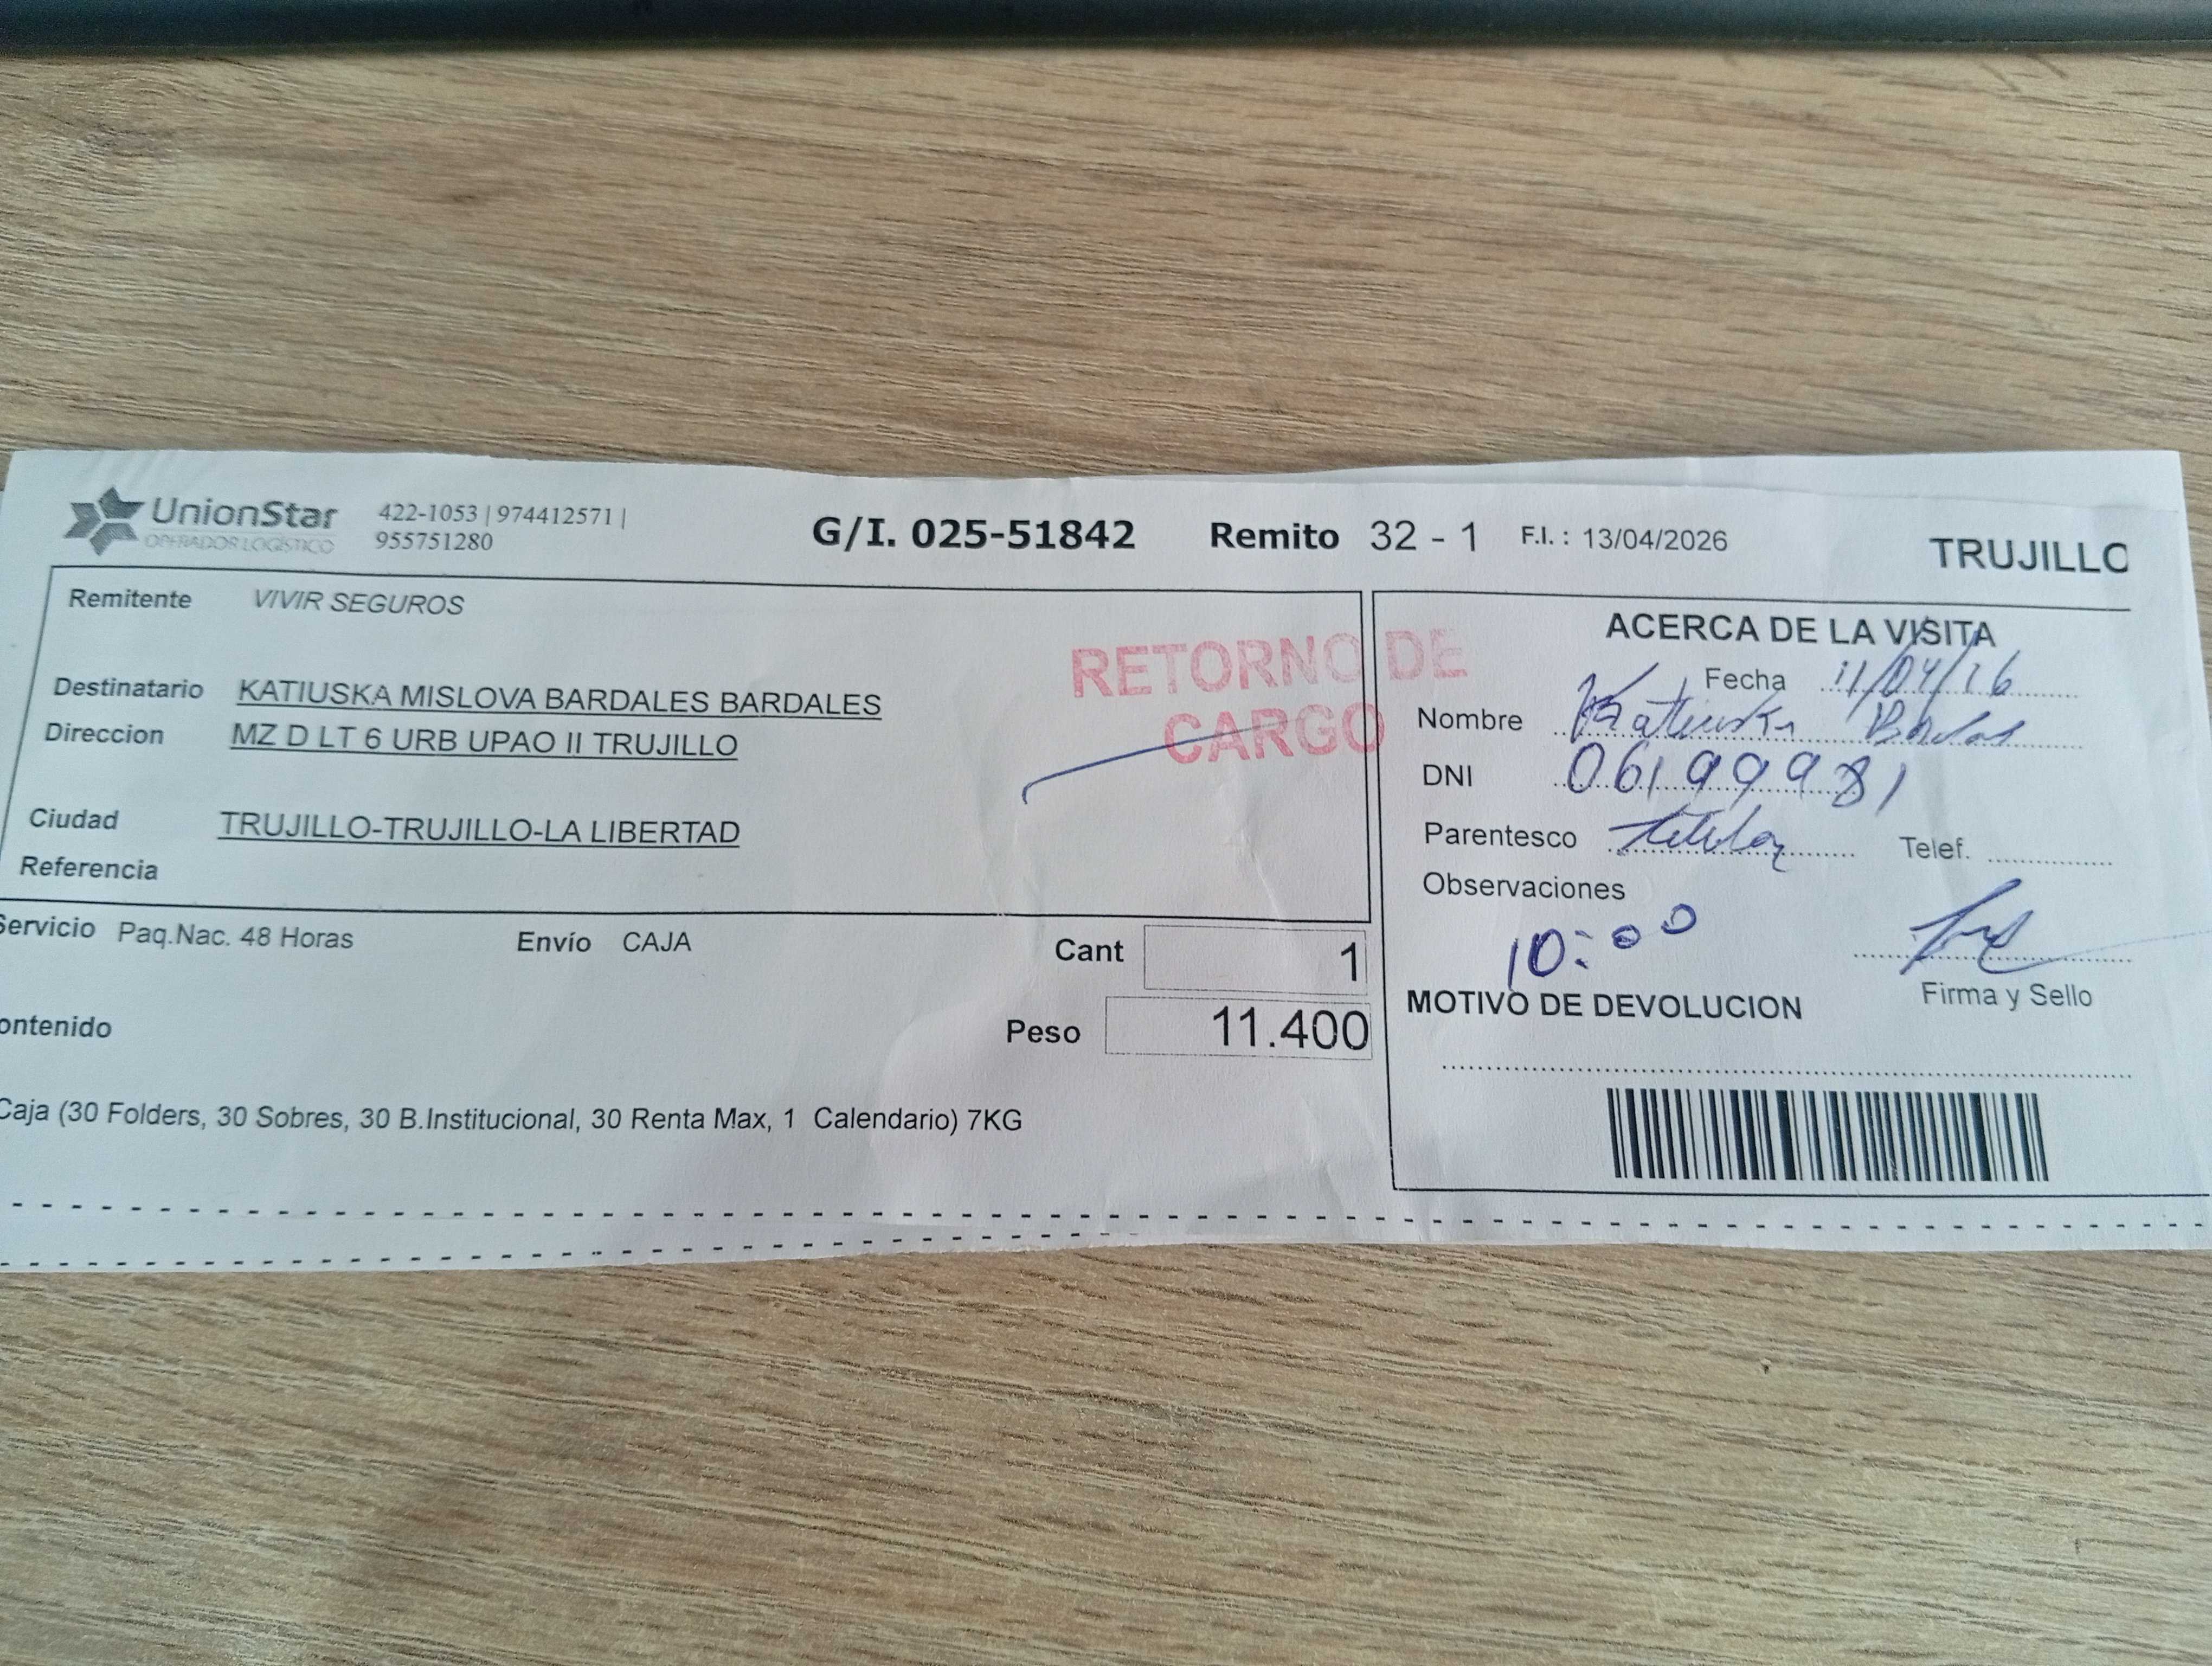 UnionStar
OPERADOR LOGÍSTICO
422-1053 | 974412571 |
955751280
G/I. 025-51842 Remito 32 - 1 F.I. : 13/04/2026
TRUJILLO
Remitente VIVIR SEGUROS
Destinatario KATIUSKA MISLOVA BARDALES BARDALES
Direccion MZ D LT 6 URB UPAO II TRUJILLO
Ciudad TRUJILLO-TRUJILLO-LA LIBERTAD
Referencia
RETORNO DE
CARGO
Servicio Paq.Nac. 48 Horas Envío CAJA Cant 1
ontenido Peso 11.400
Caja (30 Folders, 30 Sobres, 30 B.Institucional, 30 Renta Max, 1 Calendario) 7KG
ACERCA DE LA VISITA
Fecha
Nombre Katiuska
DNI 06199981
Parentesco Telef.
Observaciones
10:00
Firma y Sello
MOTIVO DE DEVOLUCION